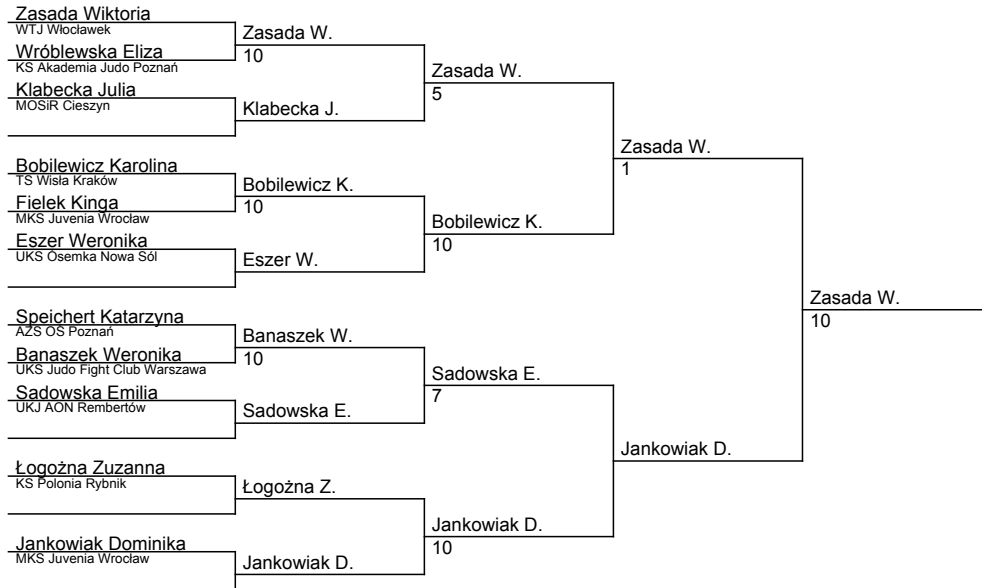 Zasada Wiktoria
WTJ Włocławek
Wróblewska Eliza
KS Akademia Judo Poznań
Klabecka Julia
MOSiR Cieszyn
Bobilewicz Karolina
TS Wisła Kraków
Fielek Kinga
MKS Juvenia Wrocław
Eszer Weronika
UKS Ósemka Nowa Sól
Speichert Katarzyna
AZS OŚ Poznań
Banaszek Weronika
UKS Judo Fight Club Warszawa
Sadowska Emilia
UKJ AON Rembertów
Łogożna Zuzanna
KS Polonia Rybnik
Jankowiak Dominika
MKS Juvenia Wrocław
Zasada W.
10
Klabecka J.
Bobilewicz K.
10
Eszer W.
Banaszek W.
10
Sadowska E.
Łogożna Z.
Jankowiak D.
Zasada W.
5
Bobilewicz K.
10
Sadowska E.
7
Jankowiak D.
10
Zasada W.
1
Jankowiak D.
Zasada W.
10